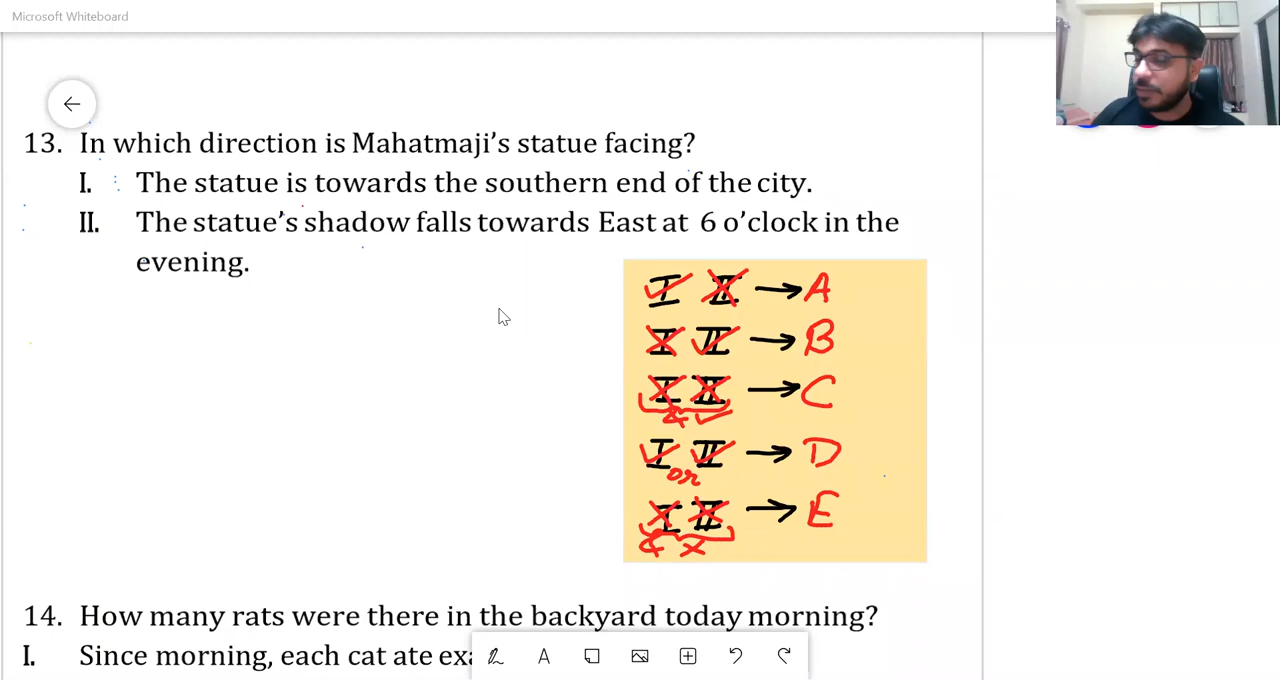 Microsoft Whiteboard
13. In which direction is Mahatmaji's statue facing?
I. The statue is towards the southern end of the city.
II. The statue's shadow falls towards East at 6 o'clock in the
evening.
I II → A
I II → B
I II → C
&
I II → D
or
I II → E
&
14. How many rats were there in the backyard today morning?
I. Since morning, each cat ate
A